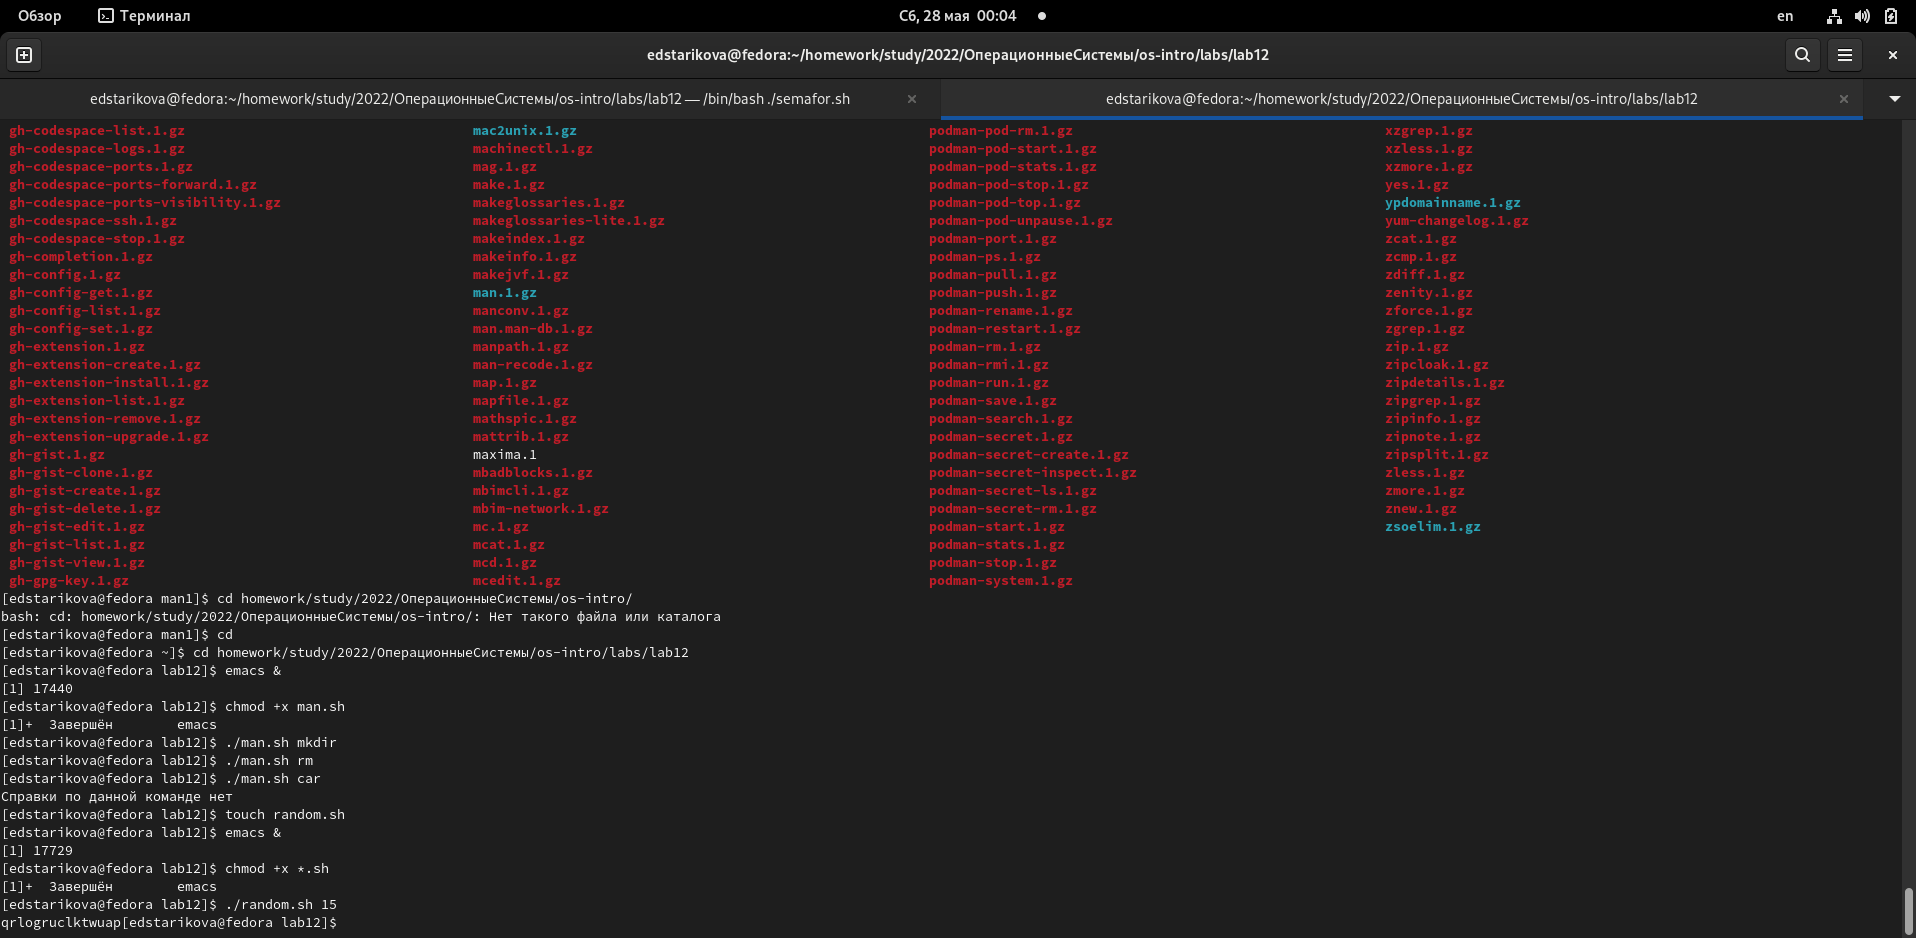 Обзор Терминал Сб, 28 мая 00:04 en
edstarikova@fedora:~/homework/study/2022/ОперационныеСистемы/os-intro/labs/lab12
edstarikova@fedora:~/homework/study/2022/ОперационныеСистемы/os-intro/labs/lab12 — /bin/bash ./semafor.sh edstarikova@fedora:~/homework/study/2022/ОперационныеСистемы/os-intro/labs/lab12
gh-codespace-list.1.gz mac2unix.1.gz podman-pod-rm.1.gz xzgrep.1.gz
gh-codespace-logs.1.gz machinectl.1.gz podman-pod-start.1.gz xzless.1.gz
gh-codespace-ports.1.gz mag.1.gz podman-pod-stats.1.gz xzmore.1.gz
gh-codespace-ports-forward.1.gz make.1.gz podman-pod-stop.1.gz yes.1.gz
gh-codespace-ports-visibility.1.gz makeglossaries.1.gz podman-pod-top.1.gz ypdomainname.1.gz
gh-codespace-ssh.1.gz makeglossaries-lite.1.gz podman-pod-unpause.1.gz yum-changelog.1.gz
gh-codespace-stop.1.gz makeindex.1.gz podman-port.1.gz zcat.1.gz
gh-completion.1.gz makeinfo.1.gz podman-ps.1.gz zcmp.1.gz
gh-config.1.gz makejvf.1.gz podman-pull.1.gz zdiff.1.gz
gh-config-get.1.gz man.1.gz podman-push.1.gz zenity.1.gz
gh-config-list.1.gz manconv.1.gz podman-rename.1.gz zforce.1.gz
gh-config-set.1.gz man.man-db.1.gz podman-restart.1.gz zgrep.1.gz
gh-extension.1.gz manpath.1.gz podman-rm.1.gz zip.1.gz
gh-extension-create.1.gz man-recode.1.gz podman-rmi.1.gz zipcloak.1.gz
gh-extension-install.1.gz map.1.gz podman-run.1.gz zipdetails.1.gz
gh-extension-list.1.gz mapfile.1.gz podman-save.1.gz zipgrep.1.gz
gh-extension-remove.1.gz mathspic.1.gz podman-search.1.gz zipinfo.1.gz
gh-extension-upgrade.1.gz mattrib.1.gz podman-secret.1.gz zipnote.1.gz
gh-gist.1.gz maxima.1 podman-secret-create.1.gz zipsplit.1.gz
gh-gist-clone.1.gz mbadblocks.1.gz podman-secret-inspect.1.gz zless.1.gz
gh-gist-create.1.gz mbimcli.1.gz podman-secret-ls.1.gz zmore.1.gz
gh-gist-delete.1.gz mbim-network.1.gz podman-secret-rm.1.gz znew.1.gz
gh-gist-edit.1.gz mc.1.gz podman-start.1.gz zsoelim.1.gz
gh-gist-list.1.gz mcat.1.gz podman-stats.1.gz
gh-gist-view.1.gz mcd.1.gz podman-stop.1.gz
gh-gpg-key.1.gz mcedit.1.gz podman-system.1.gz
[edstarikova@fedora man1]$ cd homework/study/2022/ОперационныеСистемы/os-intro/
bash: cd: homework/study/2022/ОперационныеСистемы/os-intro/: Нет такого файла или каталога
[edstarikova@fedora man1]$ cd
[edstarikova@fedora ~]$ cd homework/study/2022/ОперационныеСистемы/os-intro/labs/lab12
[edstarikova@fedora lab12]$ emacs &
[1] 17440
[edstarikova@fedora lab12]$ chmod +x man.sh
[1]+  Завершён        emacs
[edstarikova@fedora lab12]$ ./man.sh mkdir
[edstarikova@fedora lab12]$ ./man.sh rm
[edstarikova@fedora lab12]$ ./man.sh car
Справки по данной команде нет
[edstarikova@fedora lab12]$ touch random.sh
[edstarikova@fedora lab12]$ emacs &
[1] 17729
[edstarikova@fedora lab12]$ chmod +x *.sh
[1]+  Завершён        emacs
[edstarikova@fedora lab12]$ ./random.sh 15
qrlogruclktwuap[edstarikova@fedora lab12]$